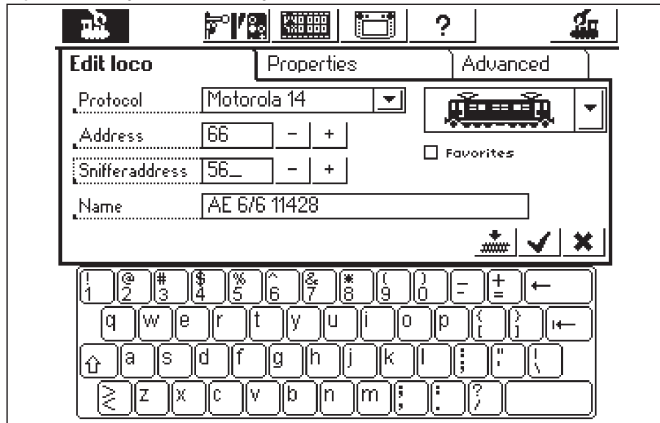 ?
Edit loco Properties Advanced
Protocol Motorola 14
Address 66 - +
Favorites
Snifferaddress 56_ - +
Name AE 6/6 11428
! 1 @ 2 # 3 $ 4 % 5 ^ 6 & 7 * 8 ( 9 ) 0 _ - + = ←
q w e r t y u i o p { [ } ]
a s d f g h j k l : ; " ' \
> < z x c v b n m ; , : . ? /